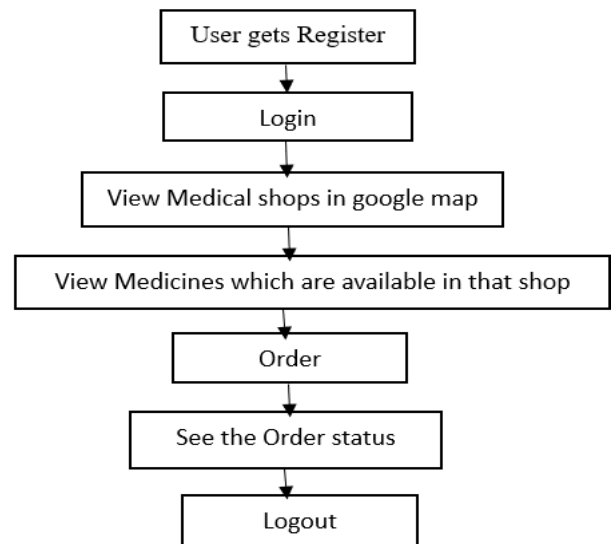 User gets Register
Login
View Medical shops in google map
View Medicines which are available in that shop
Order
See the Order status
Logout